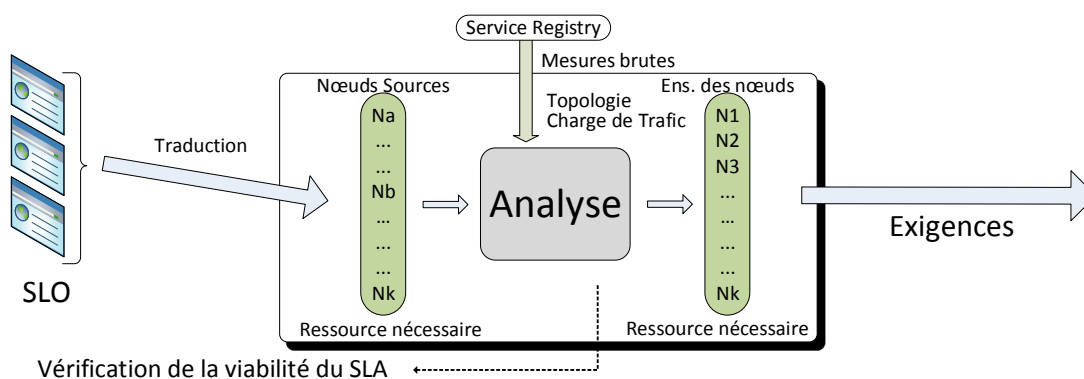 Service Registry
Mesures brutes
Nœuds Sources
Ens. des nœuds
Topologie
Charge de Trafic
Traduction
Na
...
...
Nb
...
...
...
Nk
Analyse
N1
N2
N3
...
...
...
...
Nk
Exigences
SLO
Ressource nécessaire
Ressource nécessaire
Vérification de la viabilité du SLA